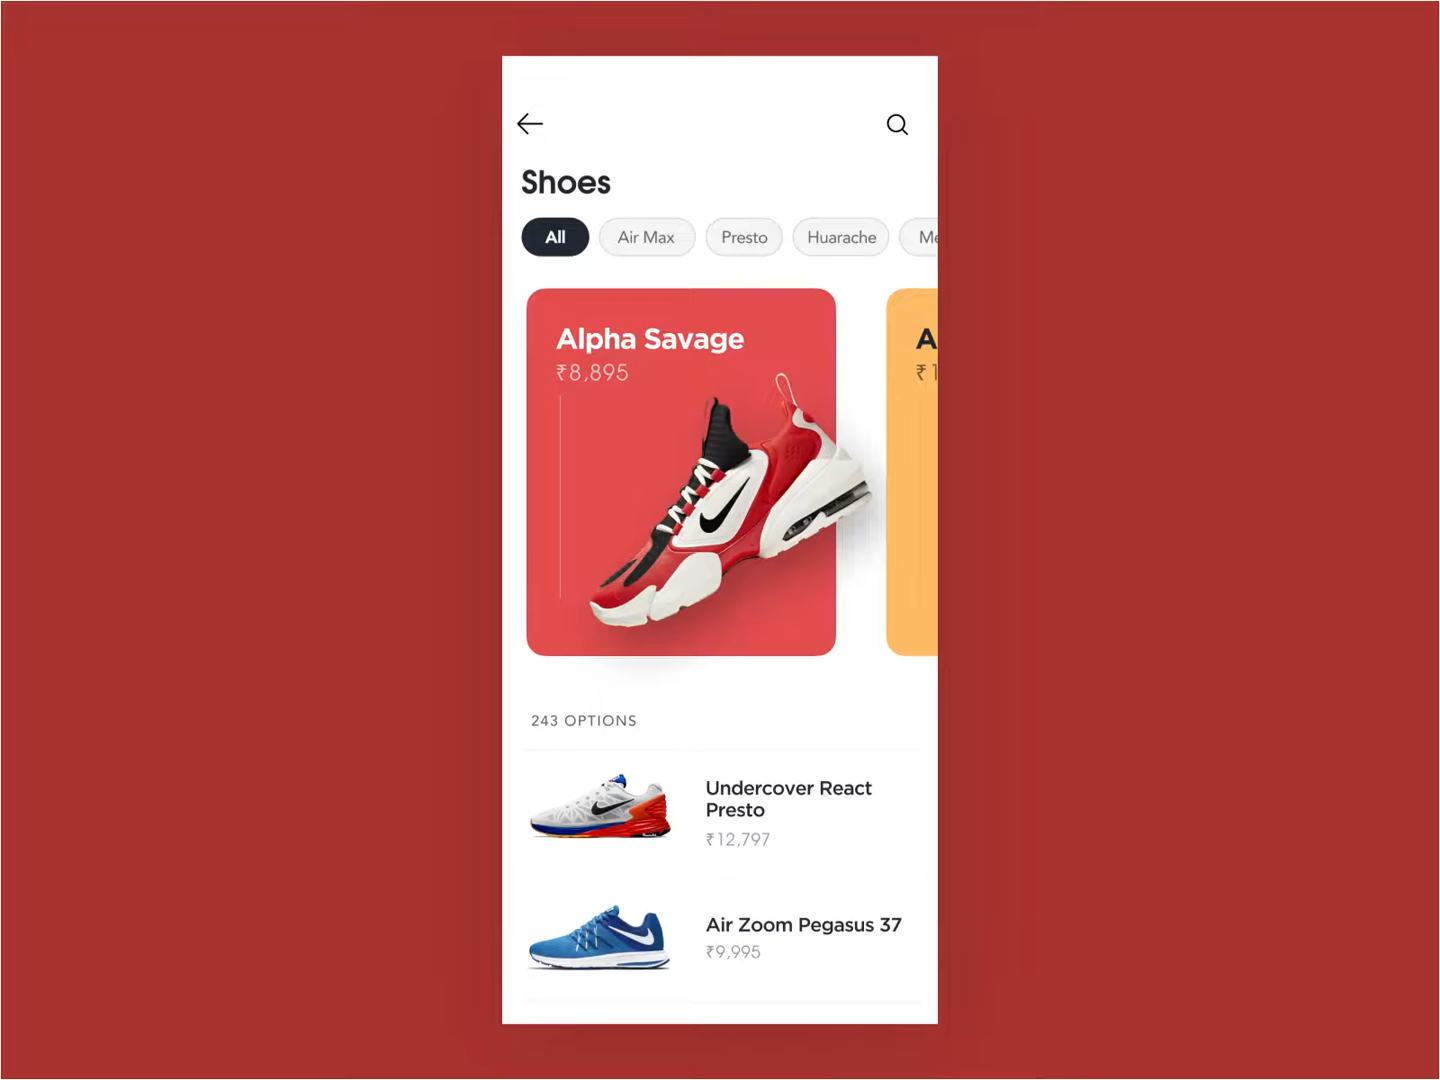 Shoes
All
Air Max
Presto
Huarache
Alpha Savage
₹8,895
243 OPTIONS
Undercover React
Presto
₹12,797
Air Zoom Pegasus 37
₹9,995